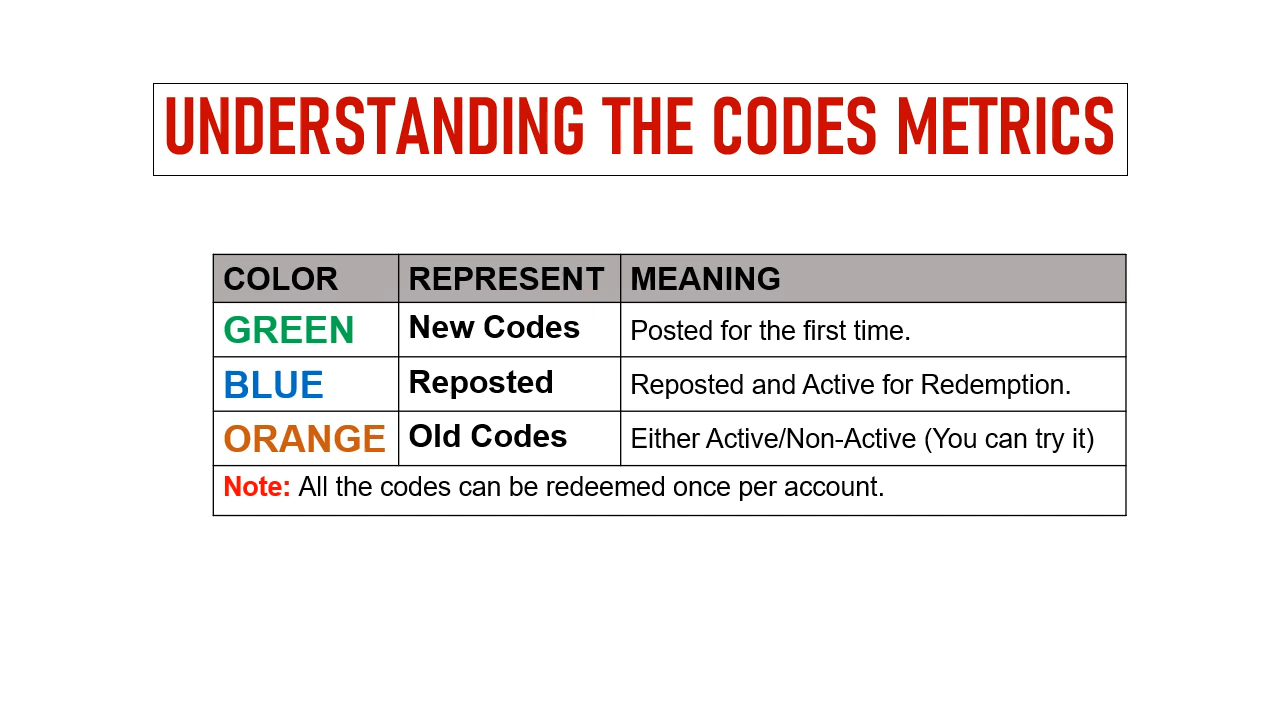 UNDERSTANDING THE CODES METRICS
COLOR REPRESENT MEANING
GREEN New Codes Posted for the first time.
BLUE Reposted Reposted and Active for Redemption.
ORANGE Old Codes Either Active/Non-Active (You can try it)
Note: All the codes can be redeemed once per account.